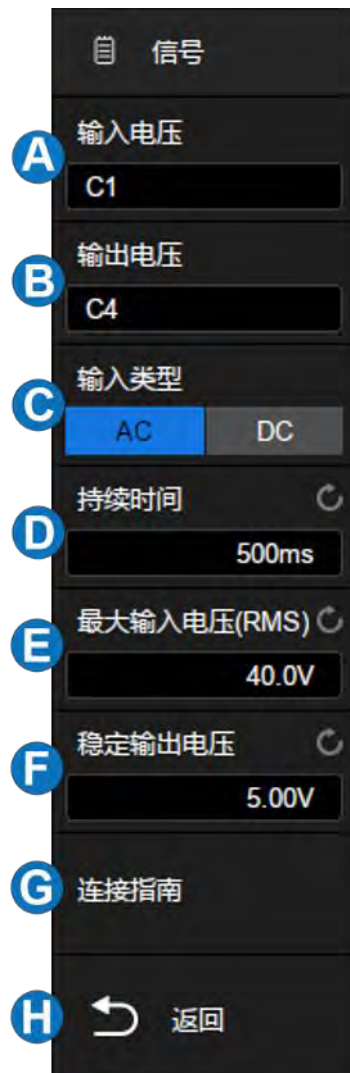 信号
A
输入电压
C1
B
输出电压
C4
C
输入类型
AC DC
D
持续时间
500ms
E
最大输入电压(RMS)
40.0V
F
稳定输出电压
5.00V
G
连接指南
H
返回